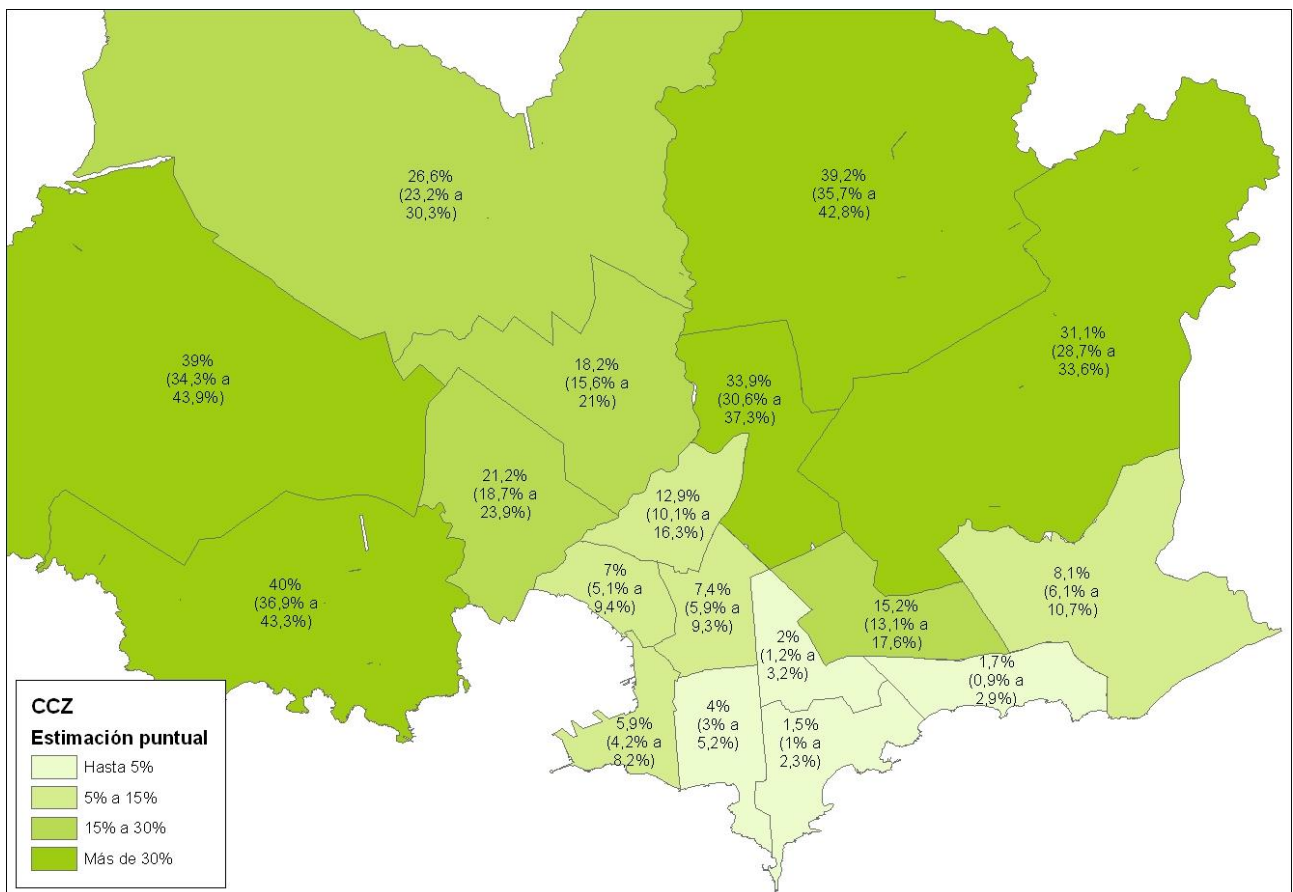 26,6%
(23,2% a
30,3%)
39,2%
(35,7% a
42,8%)
39%
(34,3% a
43,9%)
18,2%
(15,6% a
21%)
33,9%
(30,6% a
37,3%)
31,1%
(28,7% a
33,6%)
21,2%
(18,7% a
23,9%)
12,9%
(10,1% a
16,3%)
40%
(36,9% a
43,3%)
7%
(5,1% a
9,4%)
7,4%
(5,9% a
9,3%)
2%
(1,2% a
3,2%)
15,2%
(13,1% a
17,6%)
8,1%
(6,1% a
10,7%)
5,9%
(4,2% a
8,2%)
4%
(3% a
5,2%)
1,5%
(1% a
2,3%)
1,7%
(0,9% a
2,9%)
CCZ
Estimación puntual
Hasta 5%
5% a 15%
15% a 30%
Más de 30%